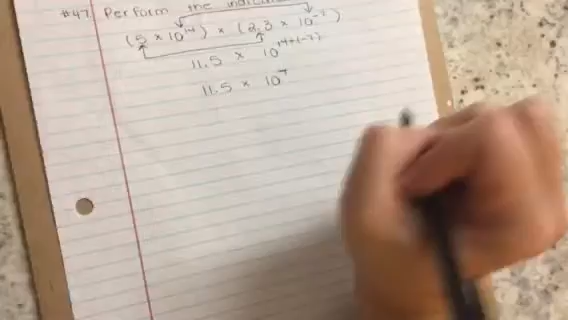 #47 Perform the indicated
(5 × 10¹⁴) × (2.3 × 10⁻⁷)
11.5 × 10¹⁴⁺⁽⁻⁷⁾
11.5 × 10⁷